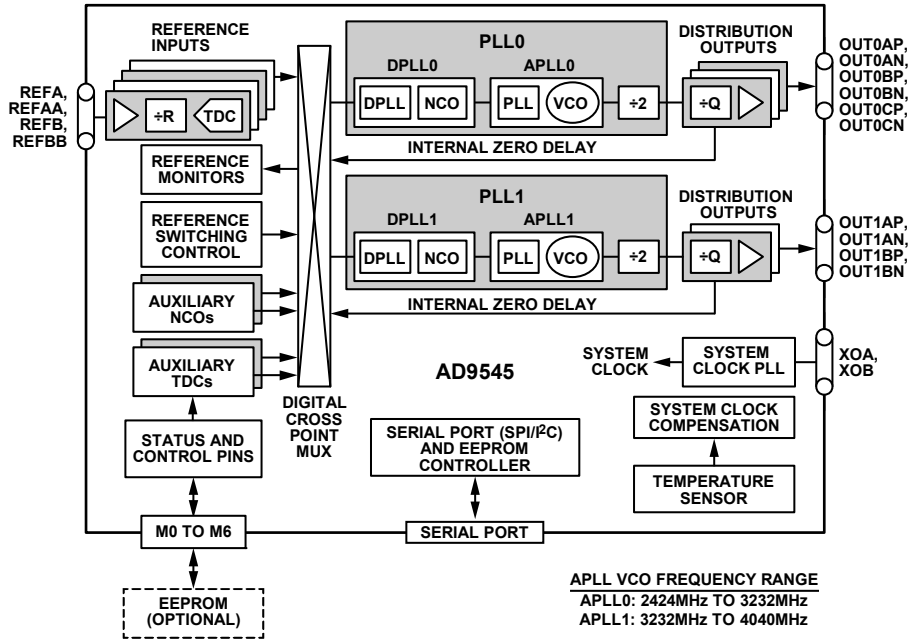 REFERENCE
INPUTS
REFA,
REFAA,
REFB,
REFBB
÷R
TDC
PLL0
DPLL0
APLL0
DPLL
NCO
PLL
VCO
÷2
DISTRIBUTION
OUTPUTS
÷Q
OUT0AP,
OUT0AN,
OUT0BP,
OUT0BN,
OUT0CP,
OUT0CN
INTERNAL ZERO DELAY
REFERENCE
MONITORS
REFERENCE
SWITCHING
CONTROL
PLL1
DPLL1
APLL1
DPLL
NCO
PLL
VCO
÷2
DISTRIBUTION
OUTPUTS
÷Q
OUT1AP,
OUT1AN,
OUT1BP,
OUT1BN
INTERNAL ZERO DELAY
AUXILIARY
NCOs
AUXILIARY
TDCs
DIGITAL
CROSS
POINT
MUX
AD9545
SYSTEM
CLOCK
SYSTEM
CLOCK PLL
XOA,
XOB
STATUS AND
CONTROL PINS
SERIAL PORT (SPI/I²C)
AND EEPROM
CONTROLLER
SYSTEM CLOCK
COMPENSATION
TEMPERATURE
SENSOR
M0 TO M6
SERIAL PORT
EEPROM
(OPTIONAL)
APLL VCO FREQUENCY RANGE
APLL0: 2424MHz TO 3232MHz
APLL1: 3232MHz TO 4040MHz